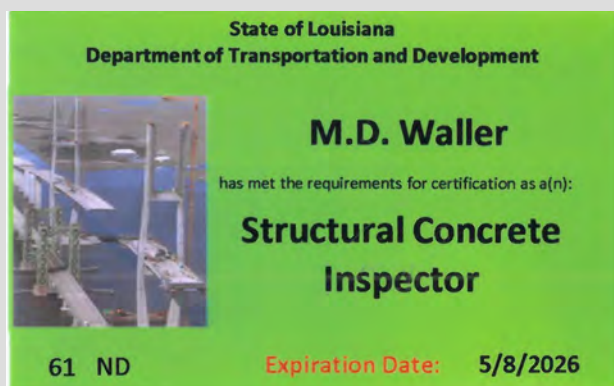 State of Louisiana
Department of Transportation and Development
M.D. Waller
has met the requirements for certification as a(n):
Structural Concrete
Inspector
61 ND
Expiration Date: 5/8/2026